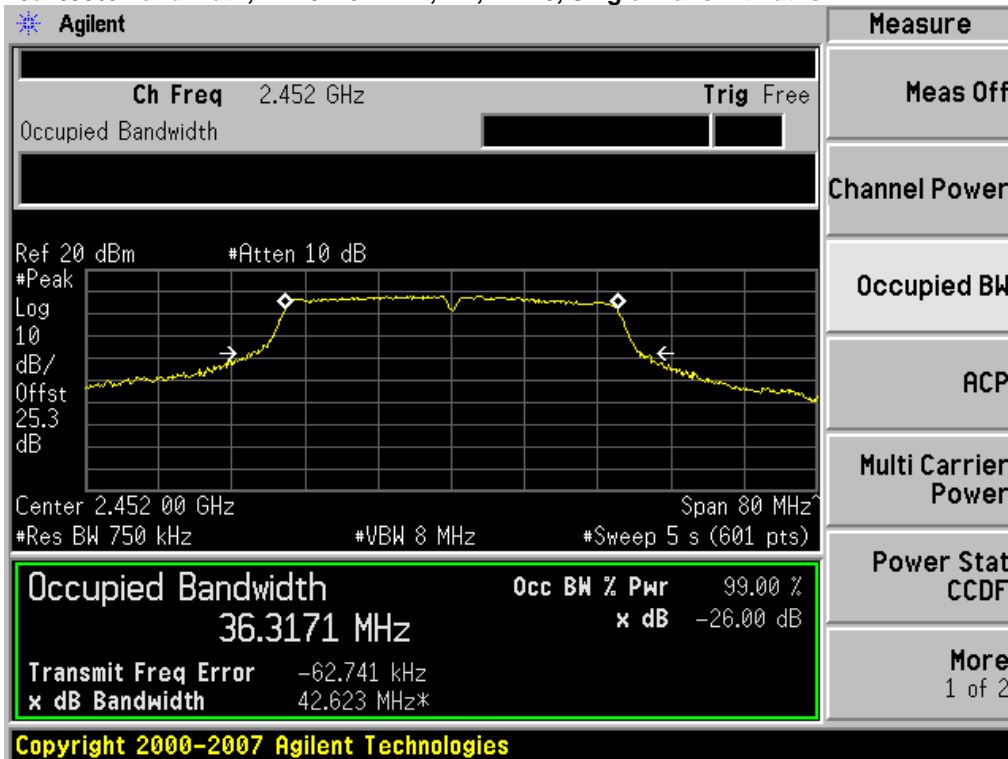 Agilent
Measure
Ch Freq 2.452 GHz Trig Free
Occupied Bandwidth
Meas Off
Channel Power
Occupied BW
ACP
Multi Carrier
Power
Power Stat
CCDF
More
1 of 2
Ref 20 dBm #Atten 10 dB
#Peak
Log
10
dB/
Offst
25.3
dB
Center 2.452 00 GHz Span 80 MHz^
#Res BW 750 kHz #VBW 8 MHz #Sweep 5 s (601 pts)
Occupied Bandwidth Occ BW % Pwr 99.00 %
36.3171 MHz x dB -26.00 dB
Transmit Freq Error -62.741 kHz
x dB Bandwidth 42.623 MHz*
Copyright 2000-2007 Agilent Technologies